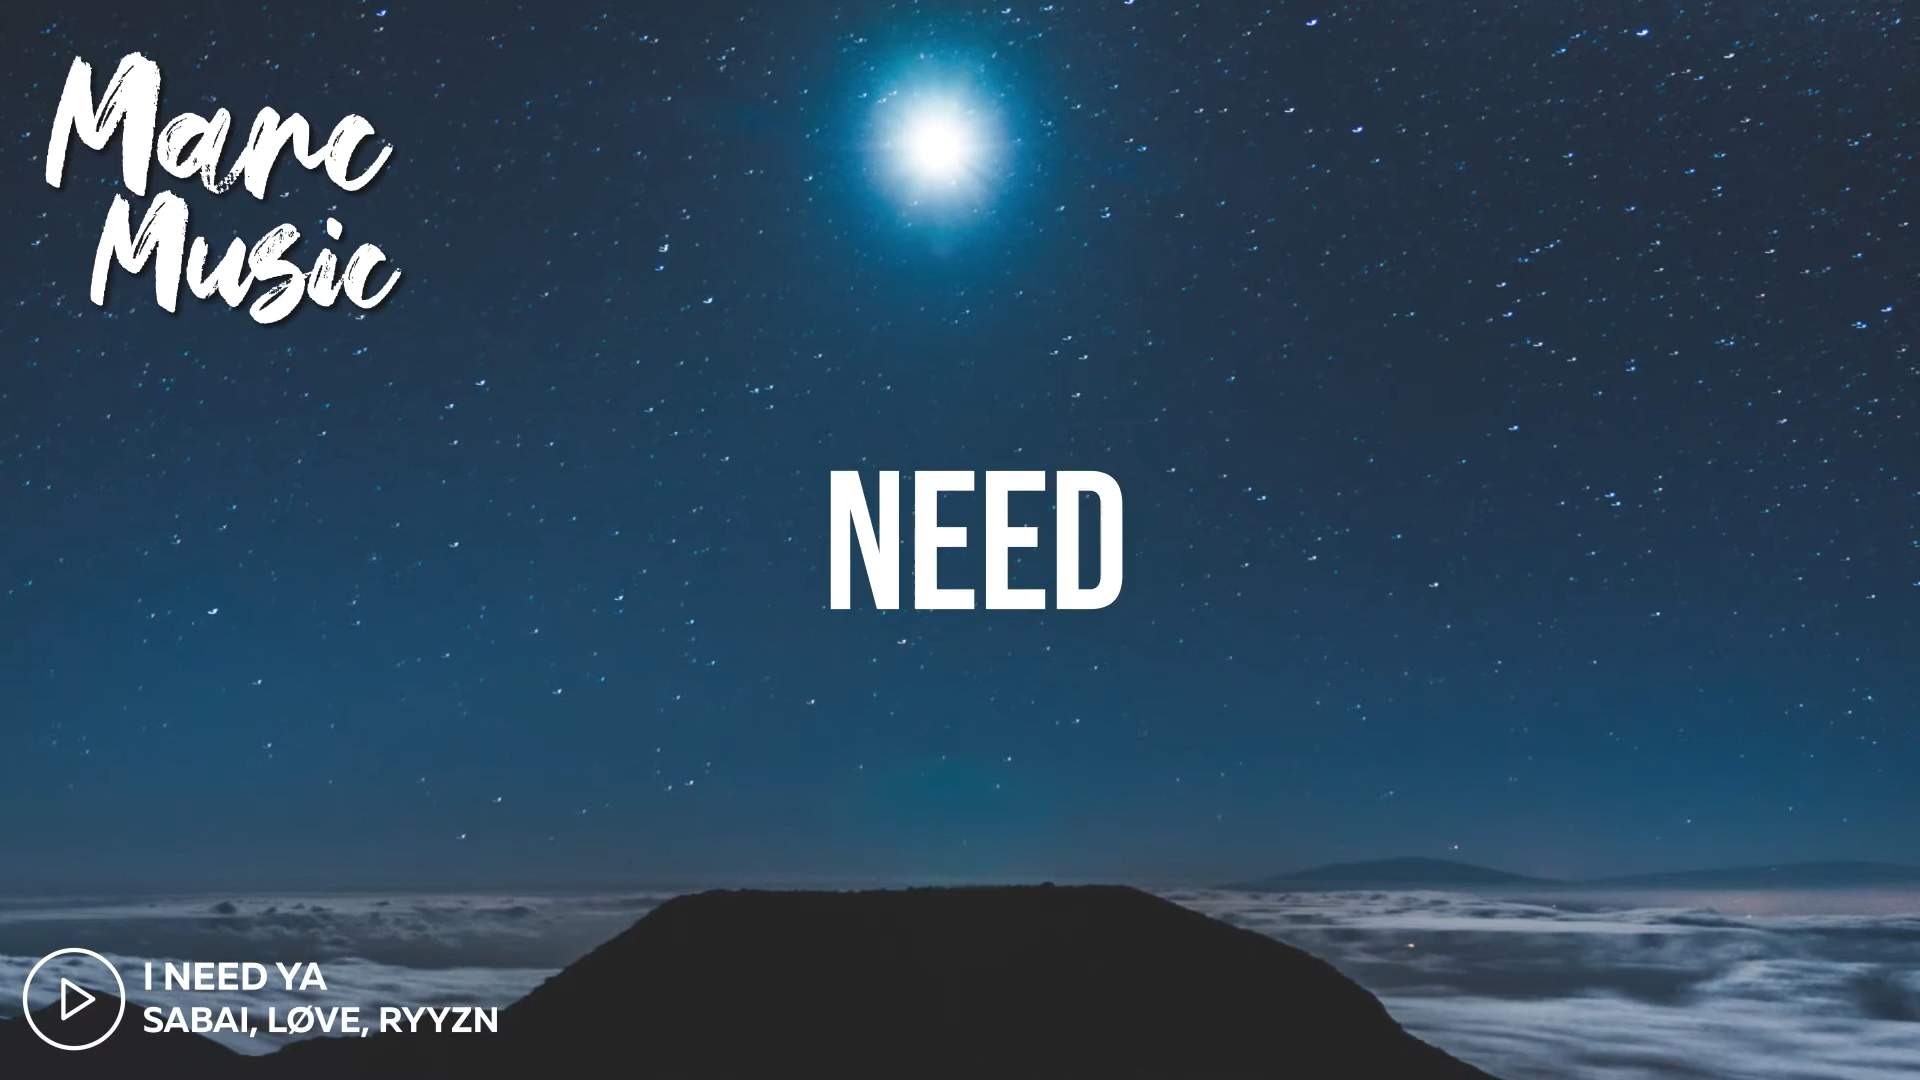 Marc
Music
NEED
I NEED YA
SABAI, LØVE, RYYZN